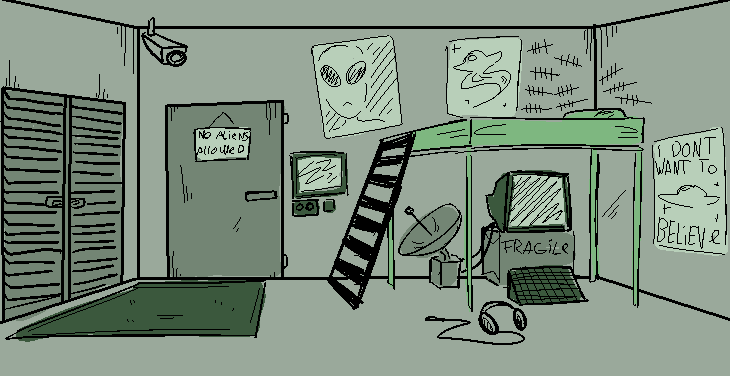 No ALieNS
AllOWeD
I DONT
WANT To
BELIEVe
FRAGiLe